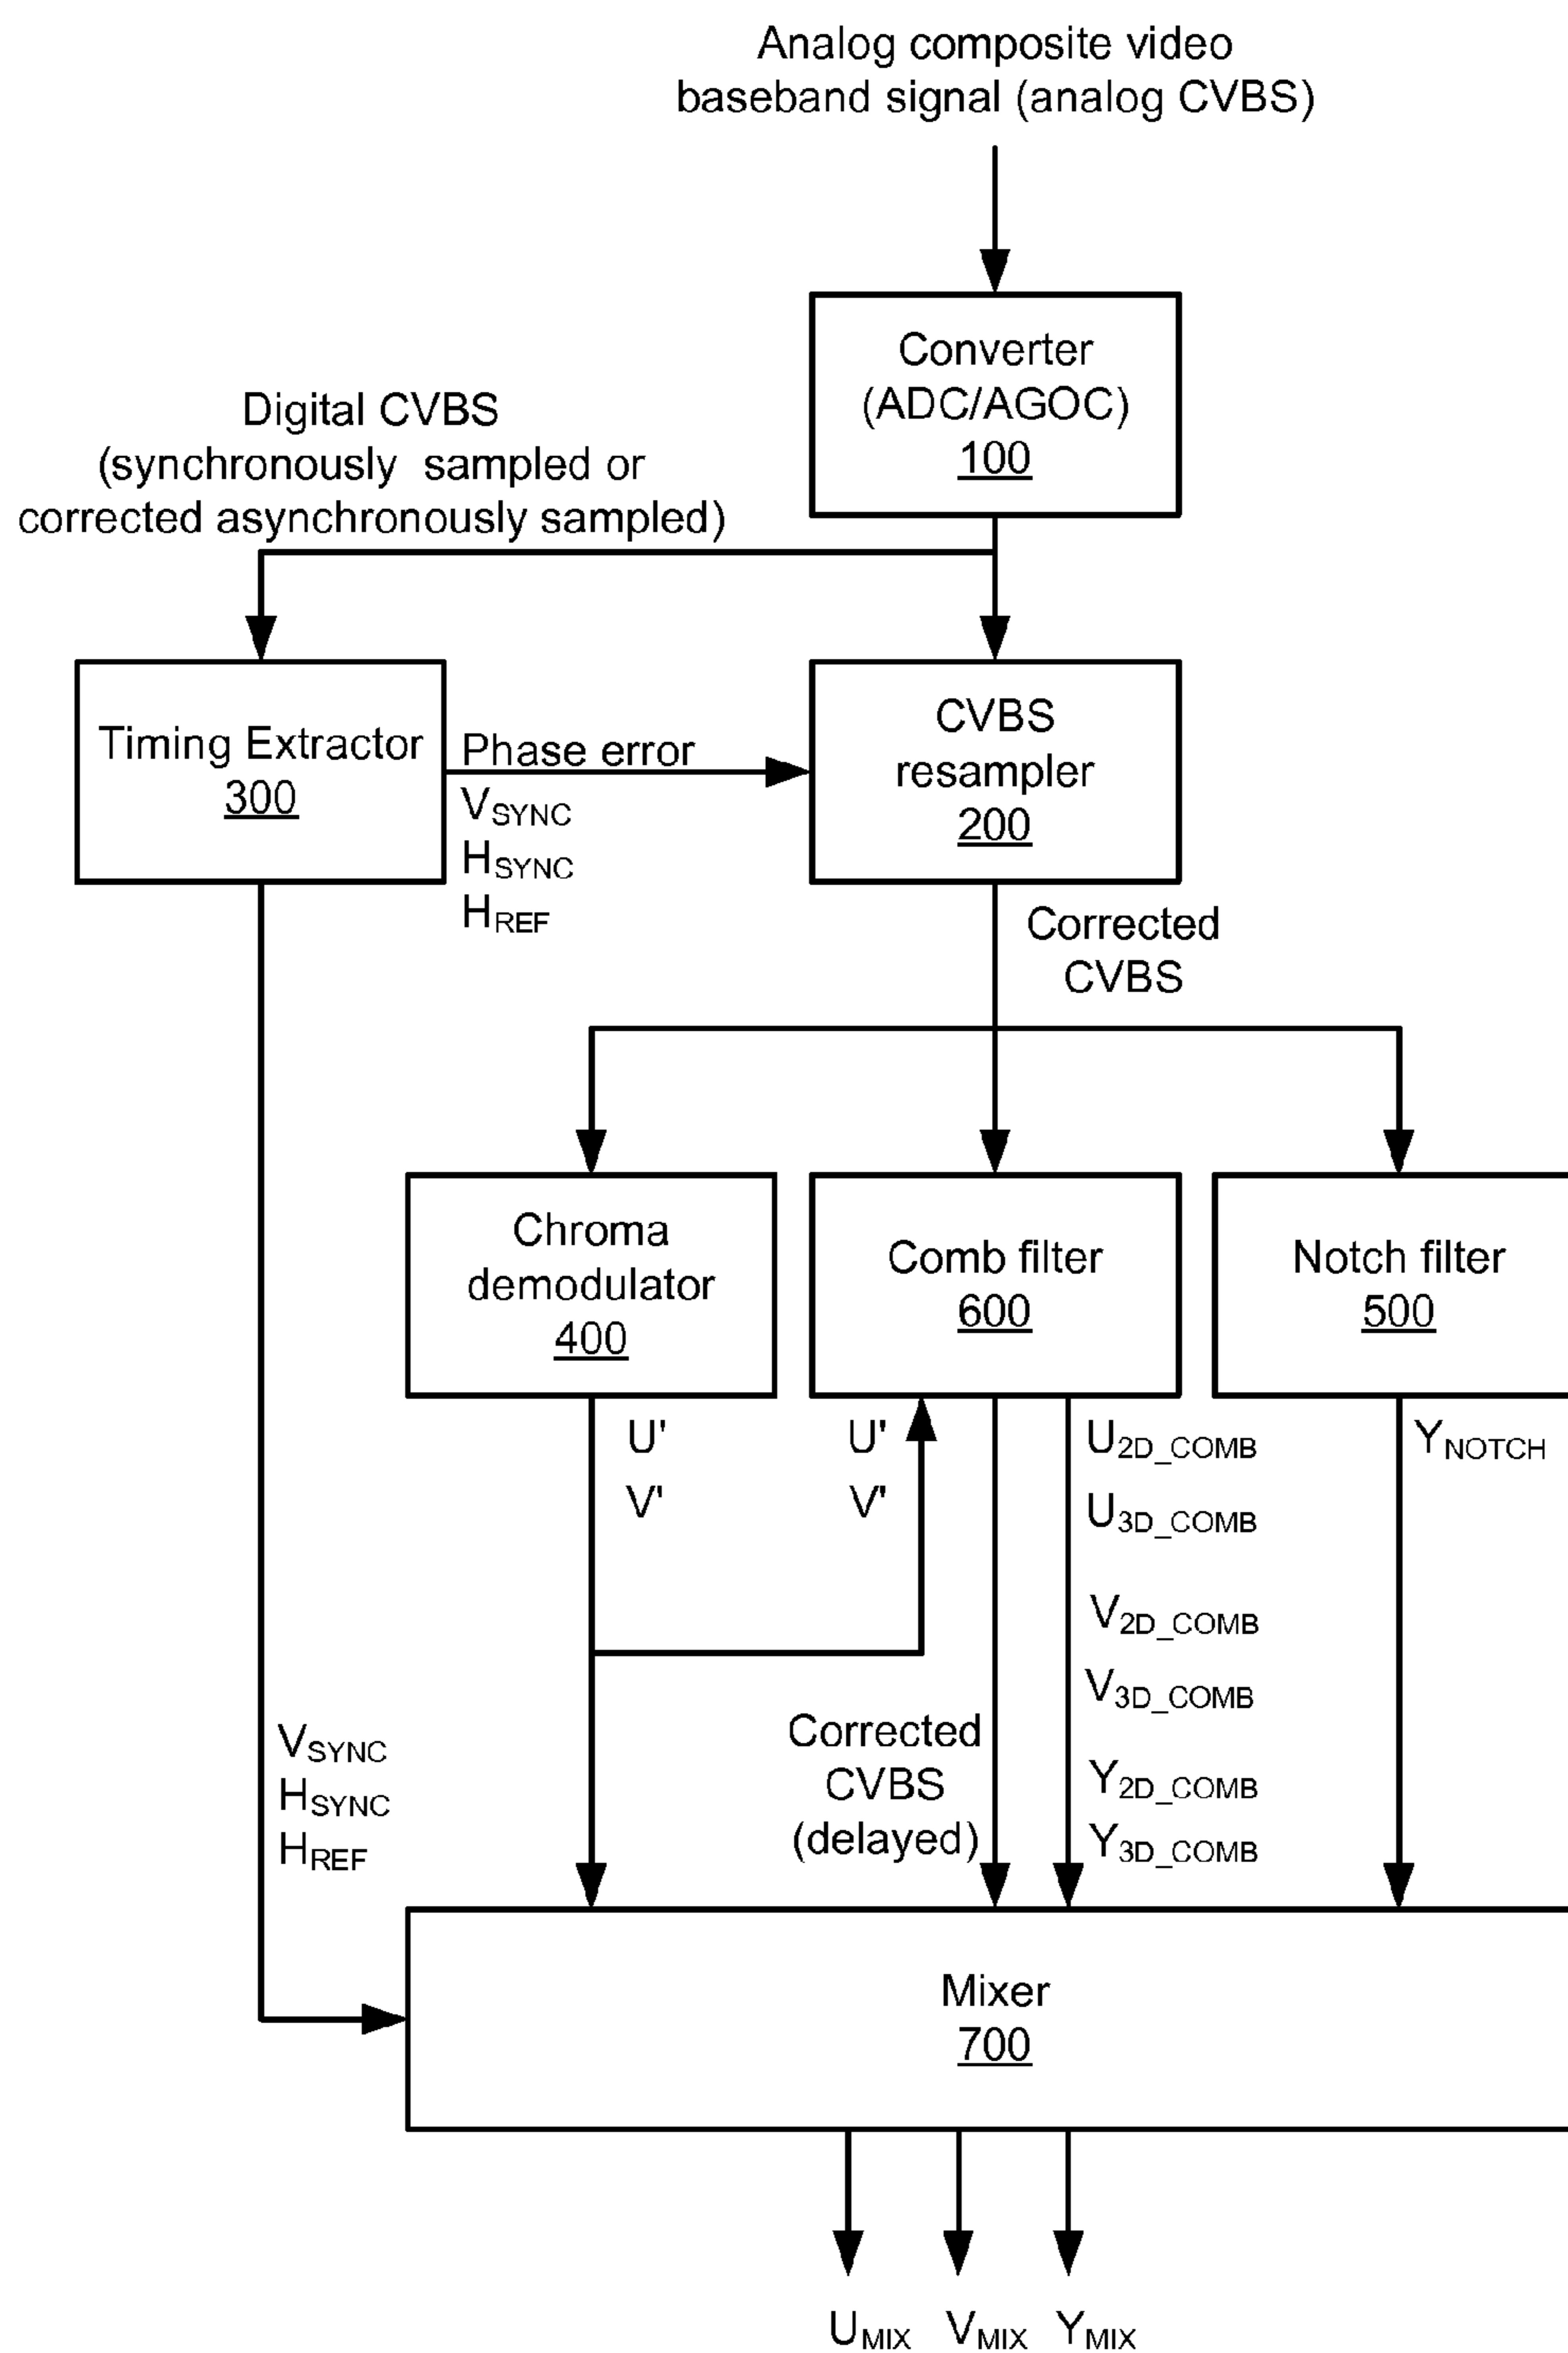 Analog composite video
baseband signal (analog CVBS)
Converter
(ADC/AGOC)
100
Digital CVBS
(synchronously sampled or
corrected asynchronously sampled)
Timing Extractor
300
Phase error
VSYNC
HSYNC
HREF
CVBS
resampler
200
Corrected
CVBS
Chroma
demodulator
400
Comb filter
600
Notch filter
500
U'
V'
U'
V'
U2D_COMB
U3D_COMB
V2D_COMB
V3D_COMB
Y2D_COMB
Y3D_COMB
YNOTCH
Corrected
CVBS
(delayed)
VSYNC
HSYNC
HREF
Mixer
700
UMIX
VMIX
YMIX